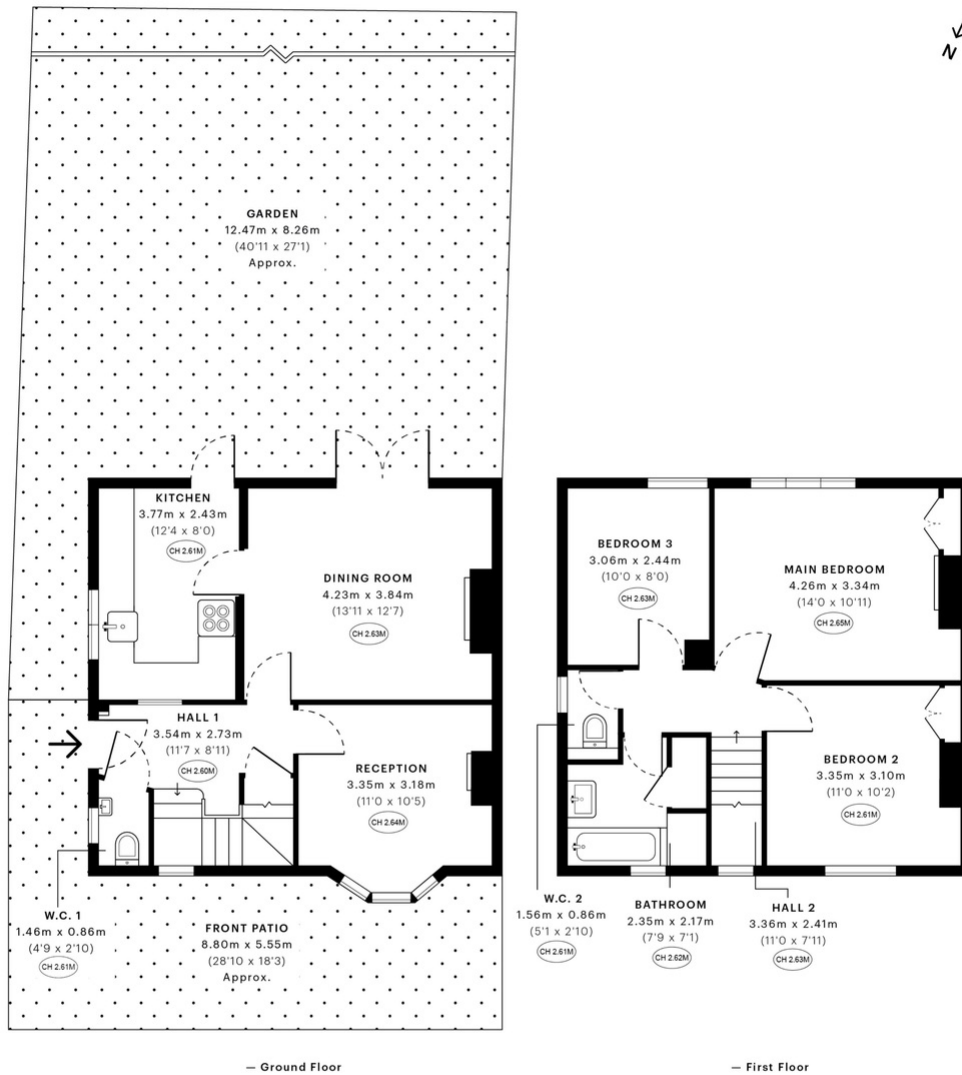 N
GARDEN
12.47m x 8.26m
(40'11 x 27'1)
Approx.
KITCHEN
3.77m x 2.43m
(12'4 x 8'0)
CH 2.61M
DINING ROOM
4.23m x 3.84m
(13'11 x 12'7)
CH 2.63M
HALL 1
3.54m x 2.73m
(11'7 x 8'11)
CH 2.60M
RECEPTION
3.35m x 3.18m
(11'0 x 10'5)
CH 2.64M
W.C. 1
1.46m x 0.86m
(4'9 x 2'10)
CH 2.61M
FRONT PATIO
8.80m x 5.55m
(28'10 x 18'3)
Approx.
— Ground Floor
BEDROOM 3
3.06m x 2.44m
(10'0 x 8'0)
CH 2.63M
MAIN BEDROOM
4.26m x 3.34m
(14'0 x 10'11)
CH 2.65M
BEDROOM 2
3.35m x 3.10m
(11'0 x 10'2)
CH 2.61M
W.C. 2
1.56m x 0.86m
(5'1 x 2'10)
CH 2.61M
BATHROOM
2.35m x 2.17m
(7'9 x 7'1)
CH 2.62M
HALL 2
3.36m x 2.41m
(11'0 x 7'11)
CH 2.63M
— First Floor